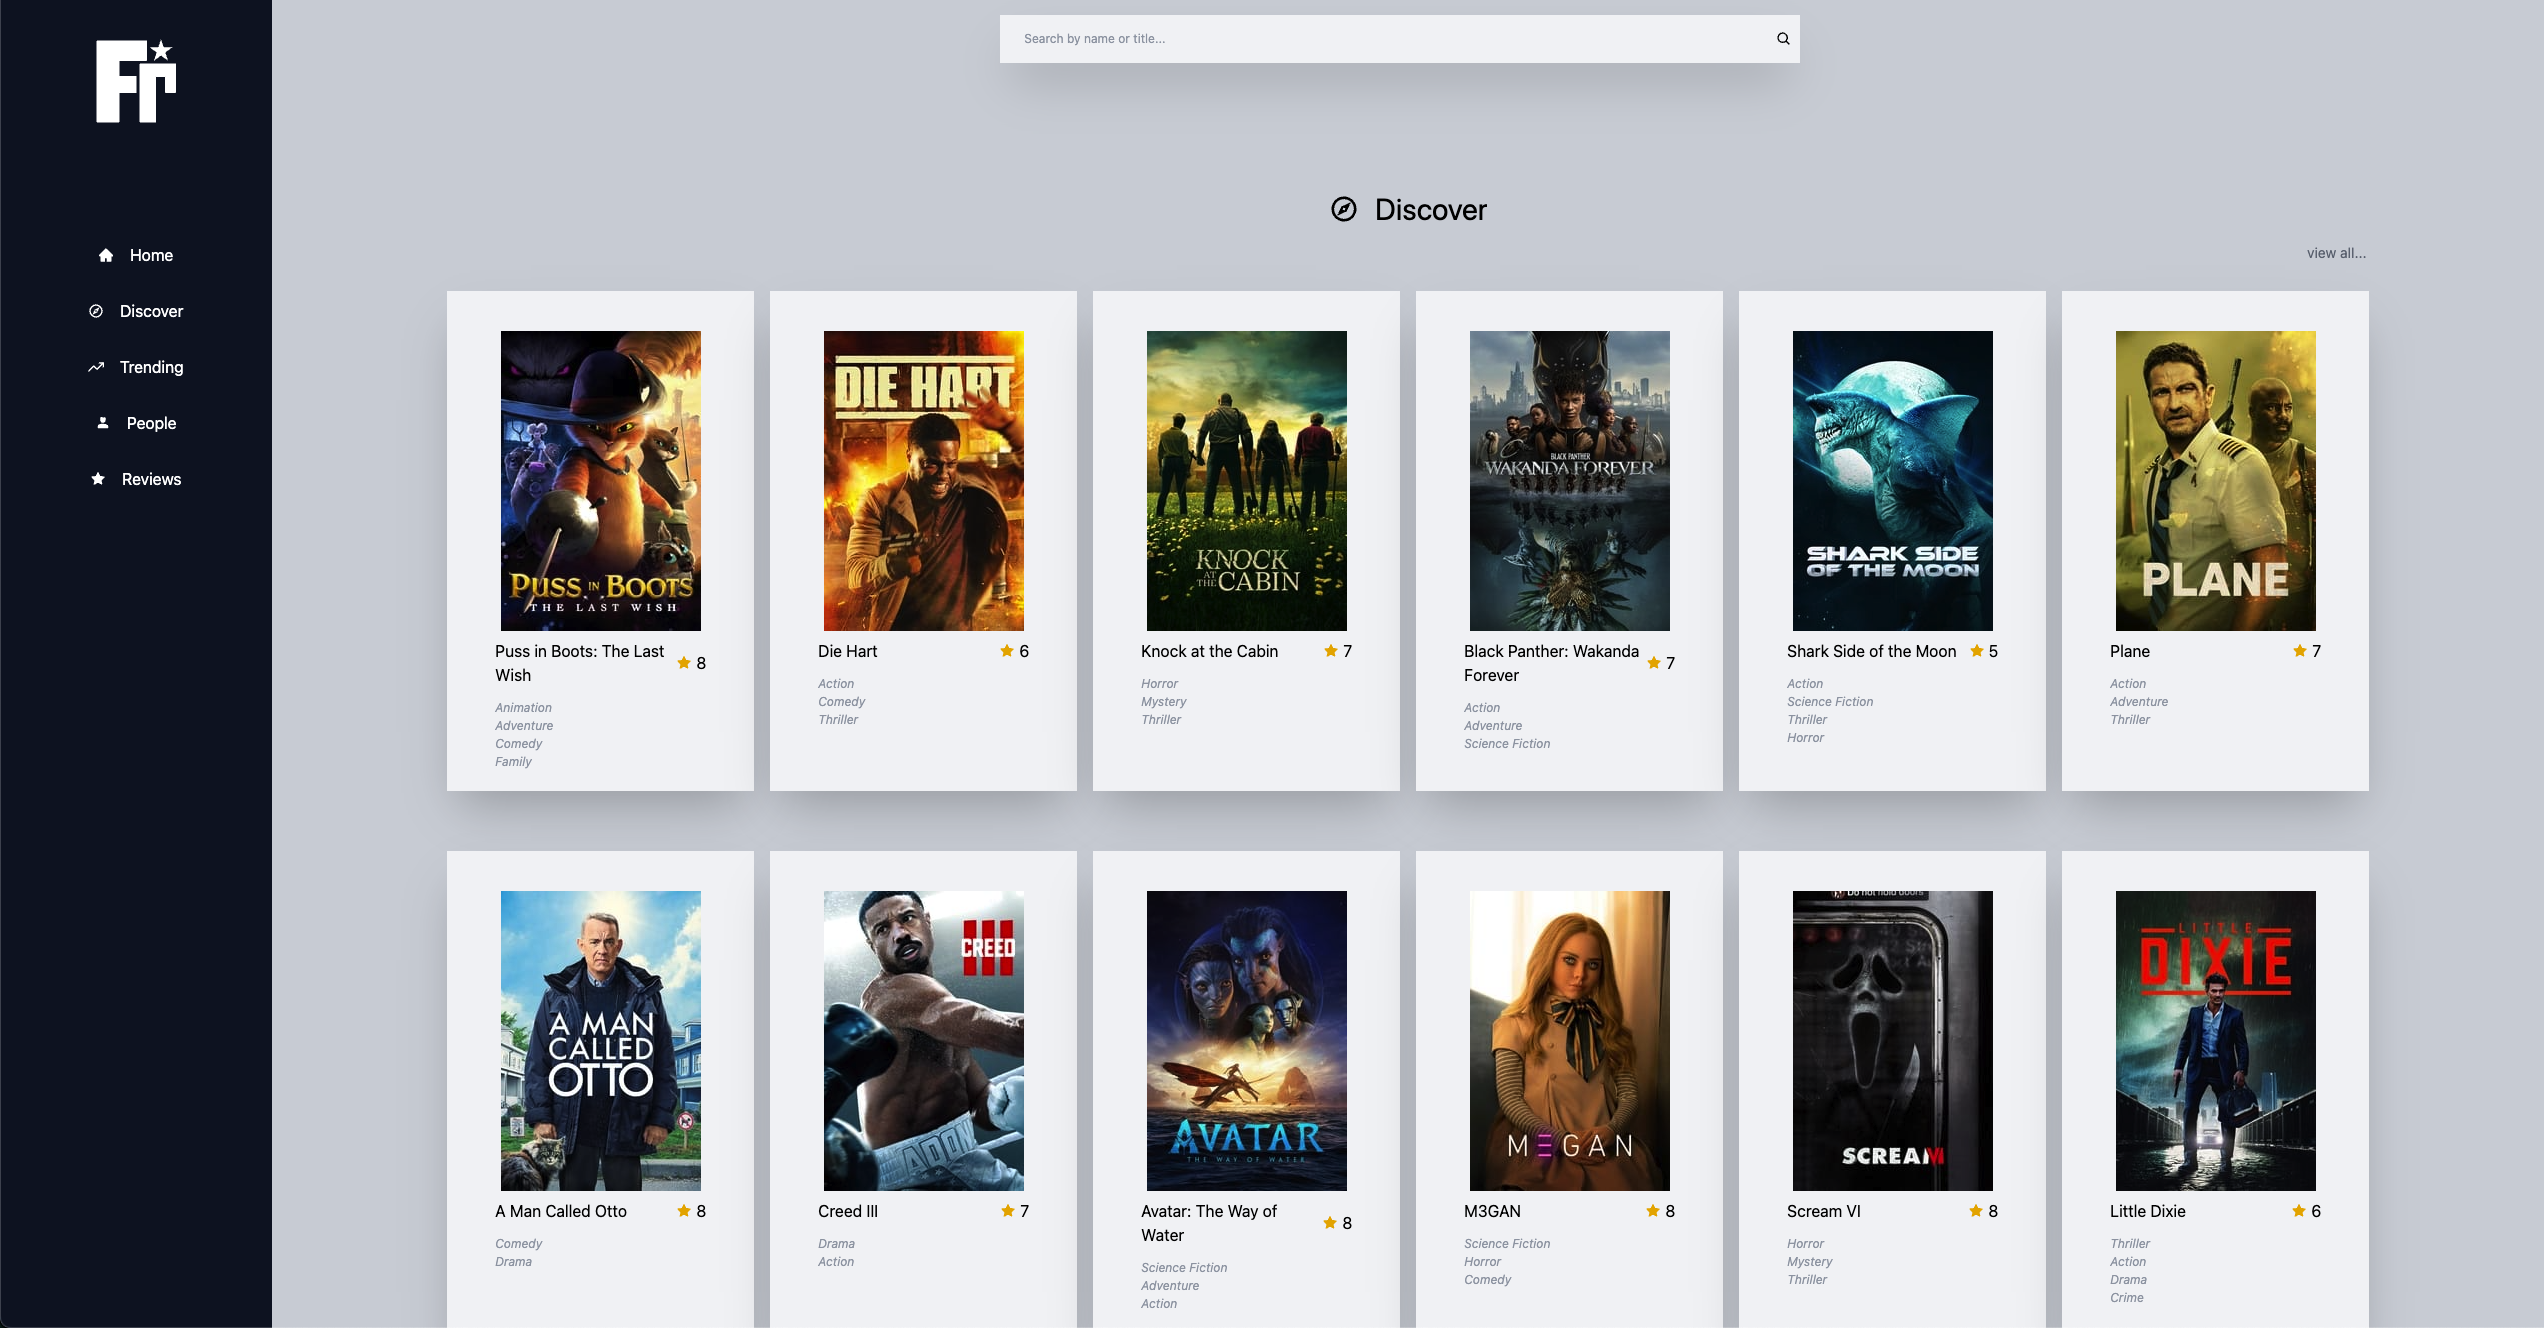 Fr
Search by name or title...
Home
Discover
Trending
People
Reviews
Discover
view all...
PUSS IN BOOTS
THE LAST WISH
Puss in Boots: The Last
Wish
8
Animation
Adventure
Comedy
Family
DIE HART
Die Hart
6
Action
Comedy
Thriller
KNOCK
AT THE CABIN
Knock at the Cabin
7
Horror
Mystery
Thriller
BLACK PANTHER
WAKANDA FOREVER
Black Panther: Wakanda
Forever
7
Action
Adventure
Science Fiction
SHARK SIDE
OF THE MOON
Shark Side of the Moon
5
Action
Science Fiction
Thriller
Horror
PLANE
Plane
7
Action
Adventure
Thriller
A MAN
CALLED
OTTO
A Man Called Otto
8
Comedy
Drama
CREED
III
Creed III
7
Drama
Action
AVATAR
THE WAY OF WATER
Avatar: The Way of
Water
8
Science Fiction
Adventure
Action
M3GAN
M3GAN
8
Science Fiction
Horror
Comedy
Do not hold doors
SCREAM VI
Scream VI
8
Horror
Mystery
Thriller
LITTLE
DIXIE
Little Dixie
6
Thriller
Action
Drama
Crime